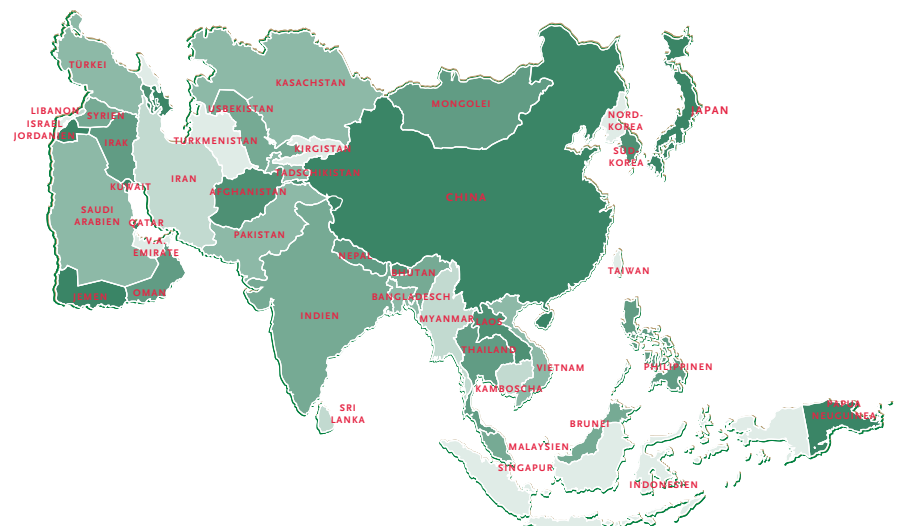 TÜRKEI
KASACHSTAN
MONGOLEI
LIBANON
SYRIEN
USBEKISTAN
JAPAN
ISRAEL
JORDANIEN
NORD-
KOREA
IRAK
TURKMENISTAN
KIRGISTAN
SÜD-
KOREA
TADSCHIKISTAN
IRAN
KUWAIT
AFGHANISTAN
CHINA
SAUDI
ARABIEN
QATAR
PAKISTAN
V.A.
EMIRATE
NEPAL
BHUTAN
TAIWAN
JEMEN
OMAN
BANGLADESCH
INDIEN
MYANMAR
LAOS
THAILAND
VIETNAM
PHILIPPINEN
KAMBOSCHA
SRI
LANKA
PAPUA
NEUGUINEA
BRUNEI
MALAYSIEN
SINGAPUR
INDONESIEN